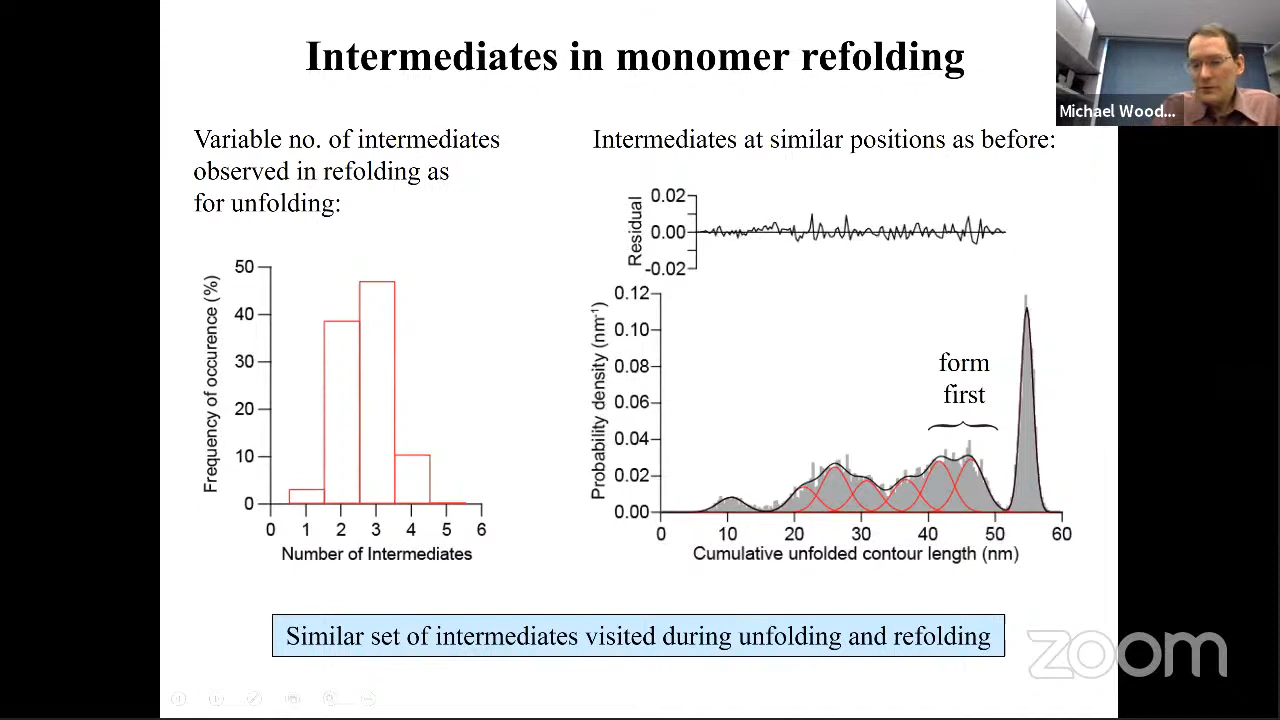 Intermediates in monomer refolding
Michael Wood...
Variable no. of intermediates
observed in refolding as
for unfolding:
Intermediates at similar positions as before:
50
40
30
20
10
0
Frequency of occurence (%)
0 1 2 3 4 5 6
Number of Intermediates
0.02
0.00
-0.02
Residual
0.12
0.10
0.08
0.06
0.04
0.02
0.00
Probability density (nm⁻¹)
form
first
0 10 20 30 40 50 60
Cumulative unfolded contour length (nm)
Similar set of intermediates visited during unfolding and refolding
zoom